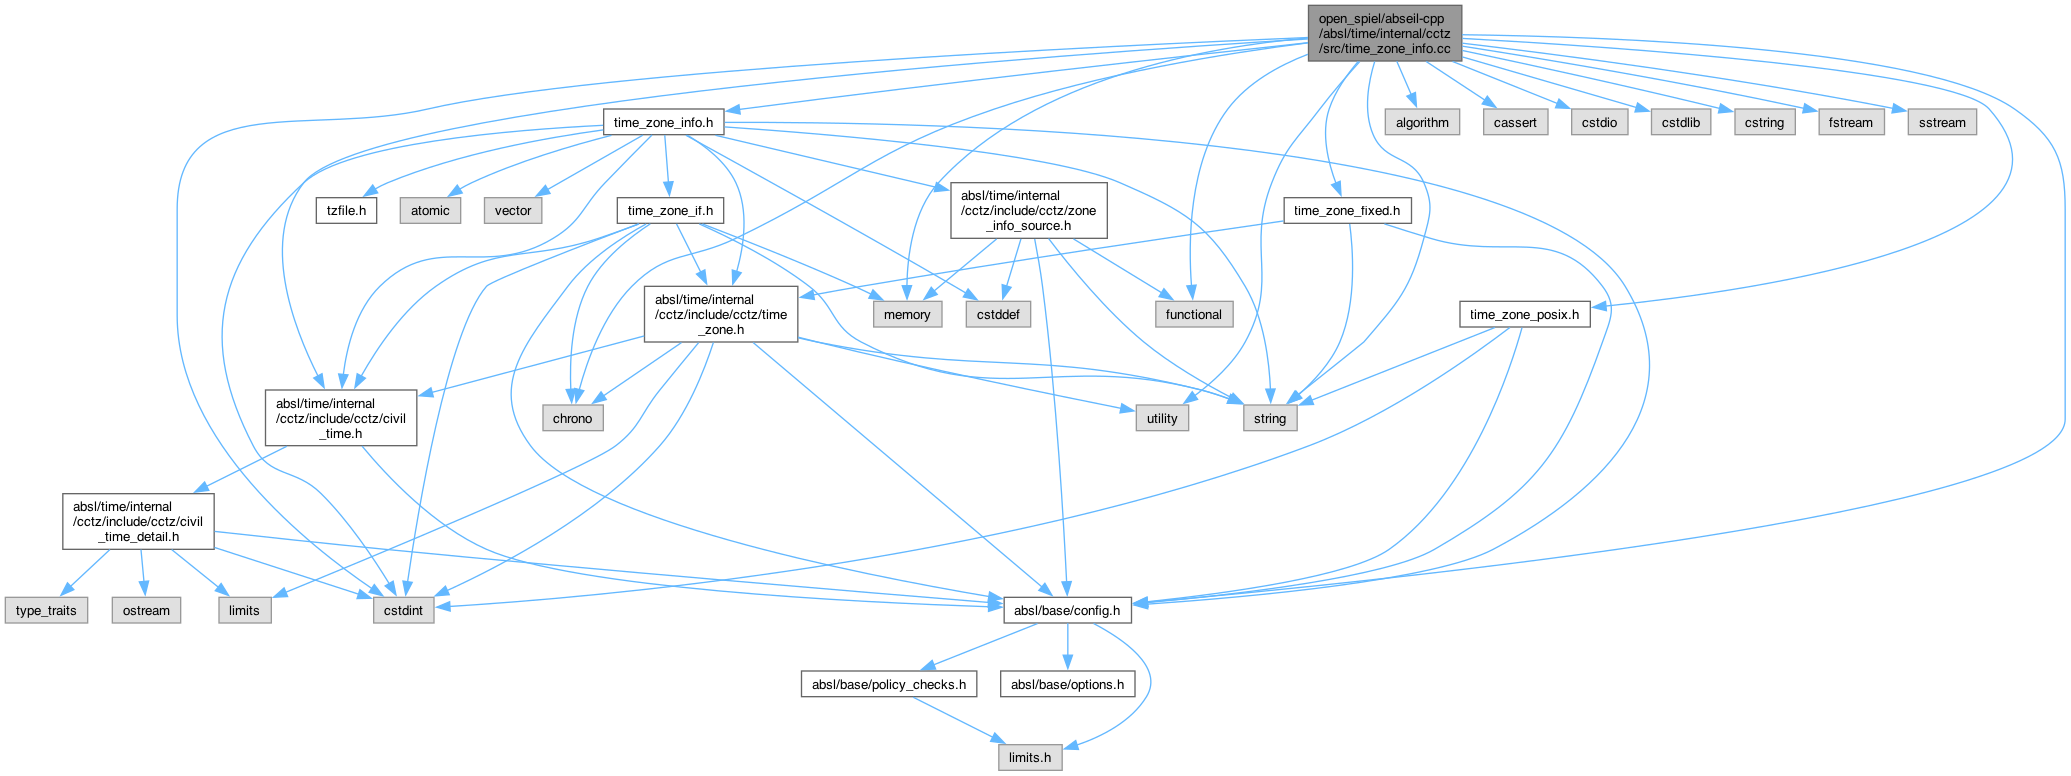 open_spiel/abseil-cpp
/absl/time/internal/cctz
/src/time_zone_info.cc
time_zone_info.h
algorithm
cassert
cstdio
cstdlib
cstring
fstream
sstream
tzfile.h
atomic
vector
time_zone_if.h
absl/time/internal
/cctz/include/cctz/zone
_info_source.h
time_zone_fixed.h
absl/time/internal
/cctz/include/cctz/time
_zone.h
memory
cstddef
functional
time_zone_posix.h
absl/time/internal
/cctz/include/cctz/civil
_time.h
chrono
utility
string
absl/time/internal
/cctz/include/cctz/civil
_time_detail.h
type_traits
ostream
limits
cstdint
absl/base/config.h
absl/base/policy_checks.h
absl/base/options.h
limits.h